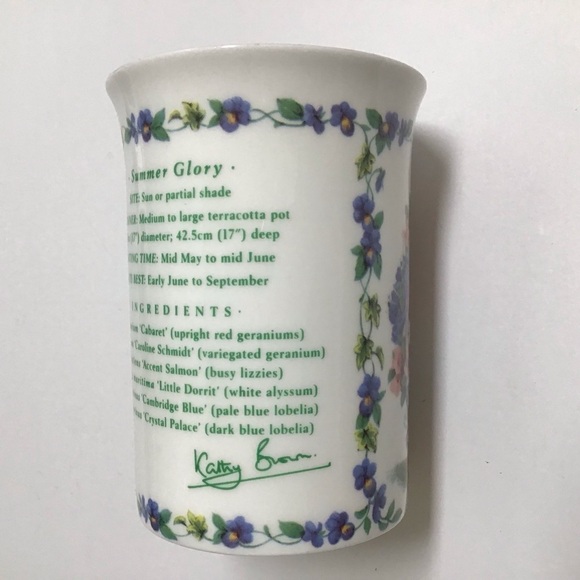 · Summer Glory ·
SITE: Sun or partial shade
Medium to large terracotta pot
diameter; 42.5cm (17") deep
TIME: Mid May to mid June
BEST: Early June to September
INGREDIENTS ·
'Cabaret' (upright red geraniums)
'Caroline Schmidt' (variegated geranium)
'Accent Salmon' (busy lizzies)
'Little Dorrit' (white alyssum)
'Cambridge Blue' (pale blue lobelia)
'Crystal Palace' (dark blue lobelia)
Kathy Brown.